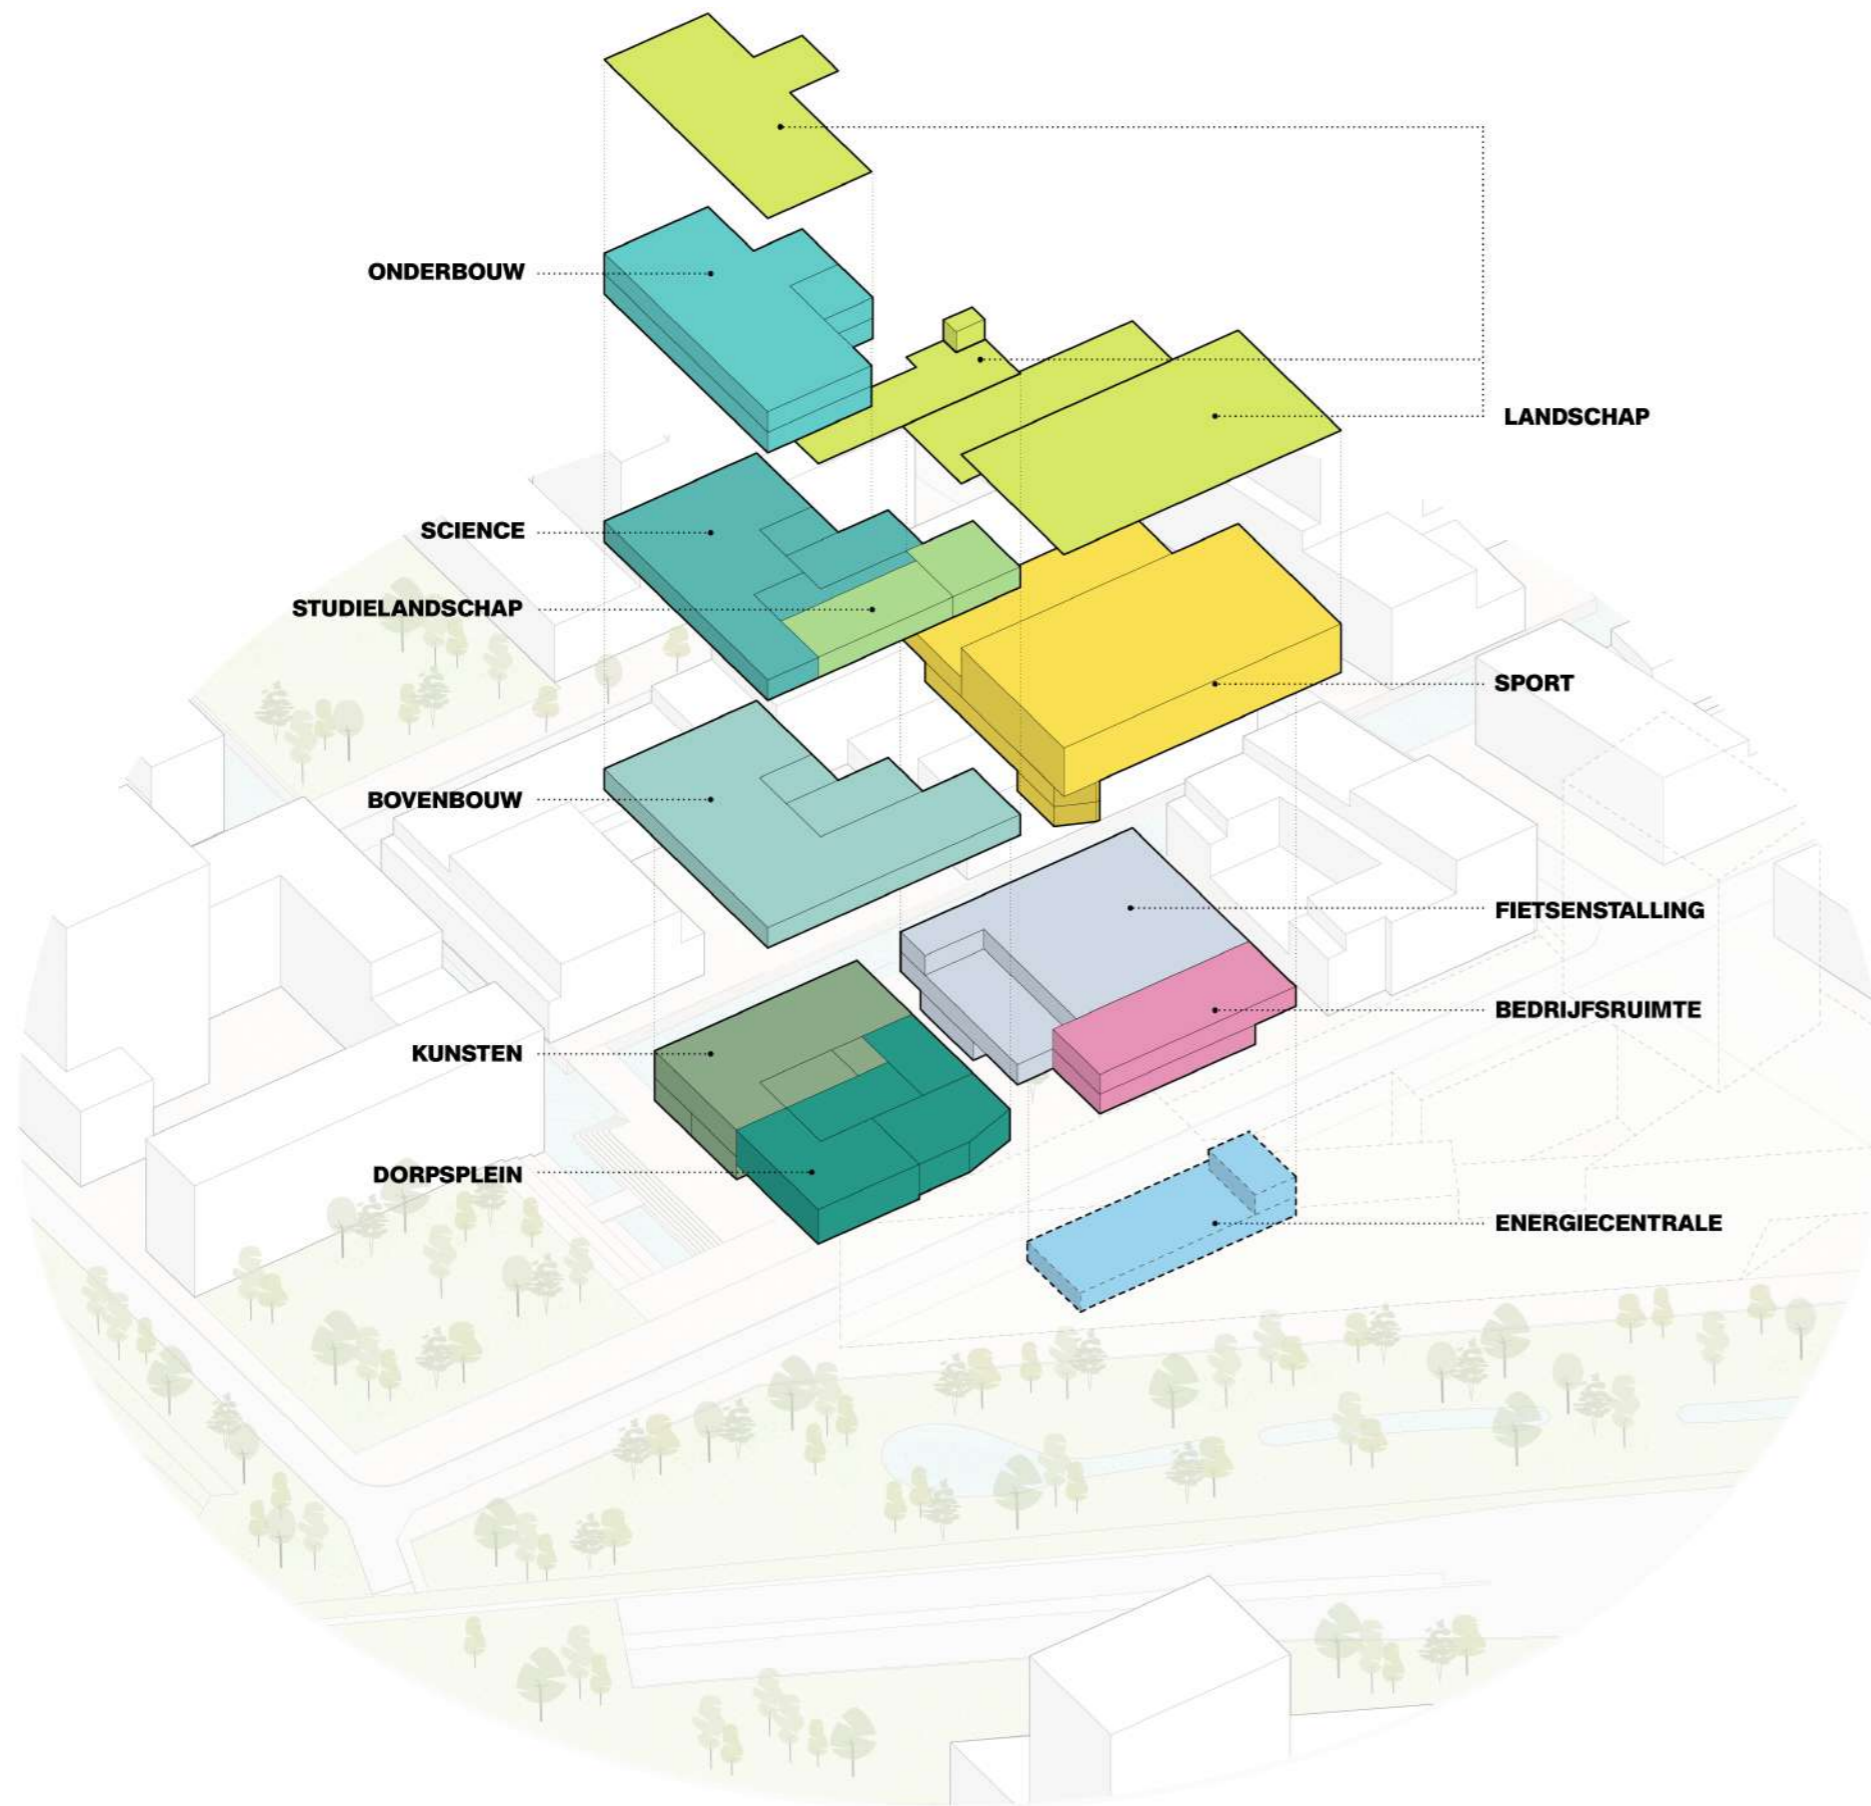 ONDERBOUW
LANDSCHAP
SCIENCE
STUDIELANDSCHAP
SPORT
BOVENBOUW
FIETSENSTALLING
BEDRIJFSRUIMTE
KUNSTEN
DORPSPLEIN
ENERGIECENTRALE